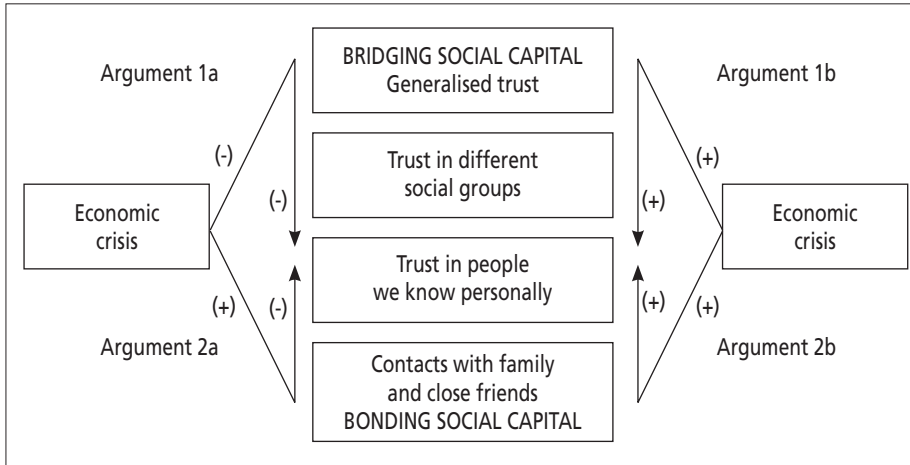 BRIDGING SOCIAL CAPITAL
Generalised trust
Argument 1a
Argument 1b
(-)
(+)
Trust in different
social groups
(-)
(+)
Economic
crisis
Economic
crisis
Trust in people
we know personally
(+)
(-)
(+)
(+)
Argument 2a
Argument 2b
Contacts with family
and close friends
BONDING SOCIAL CAPITAL